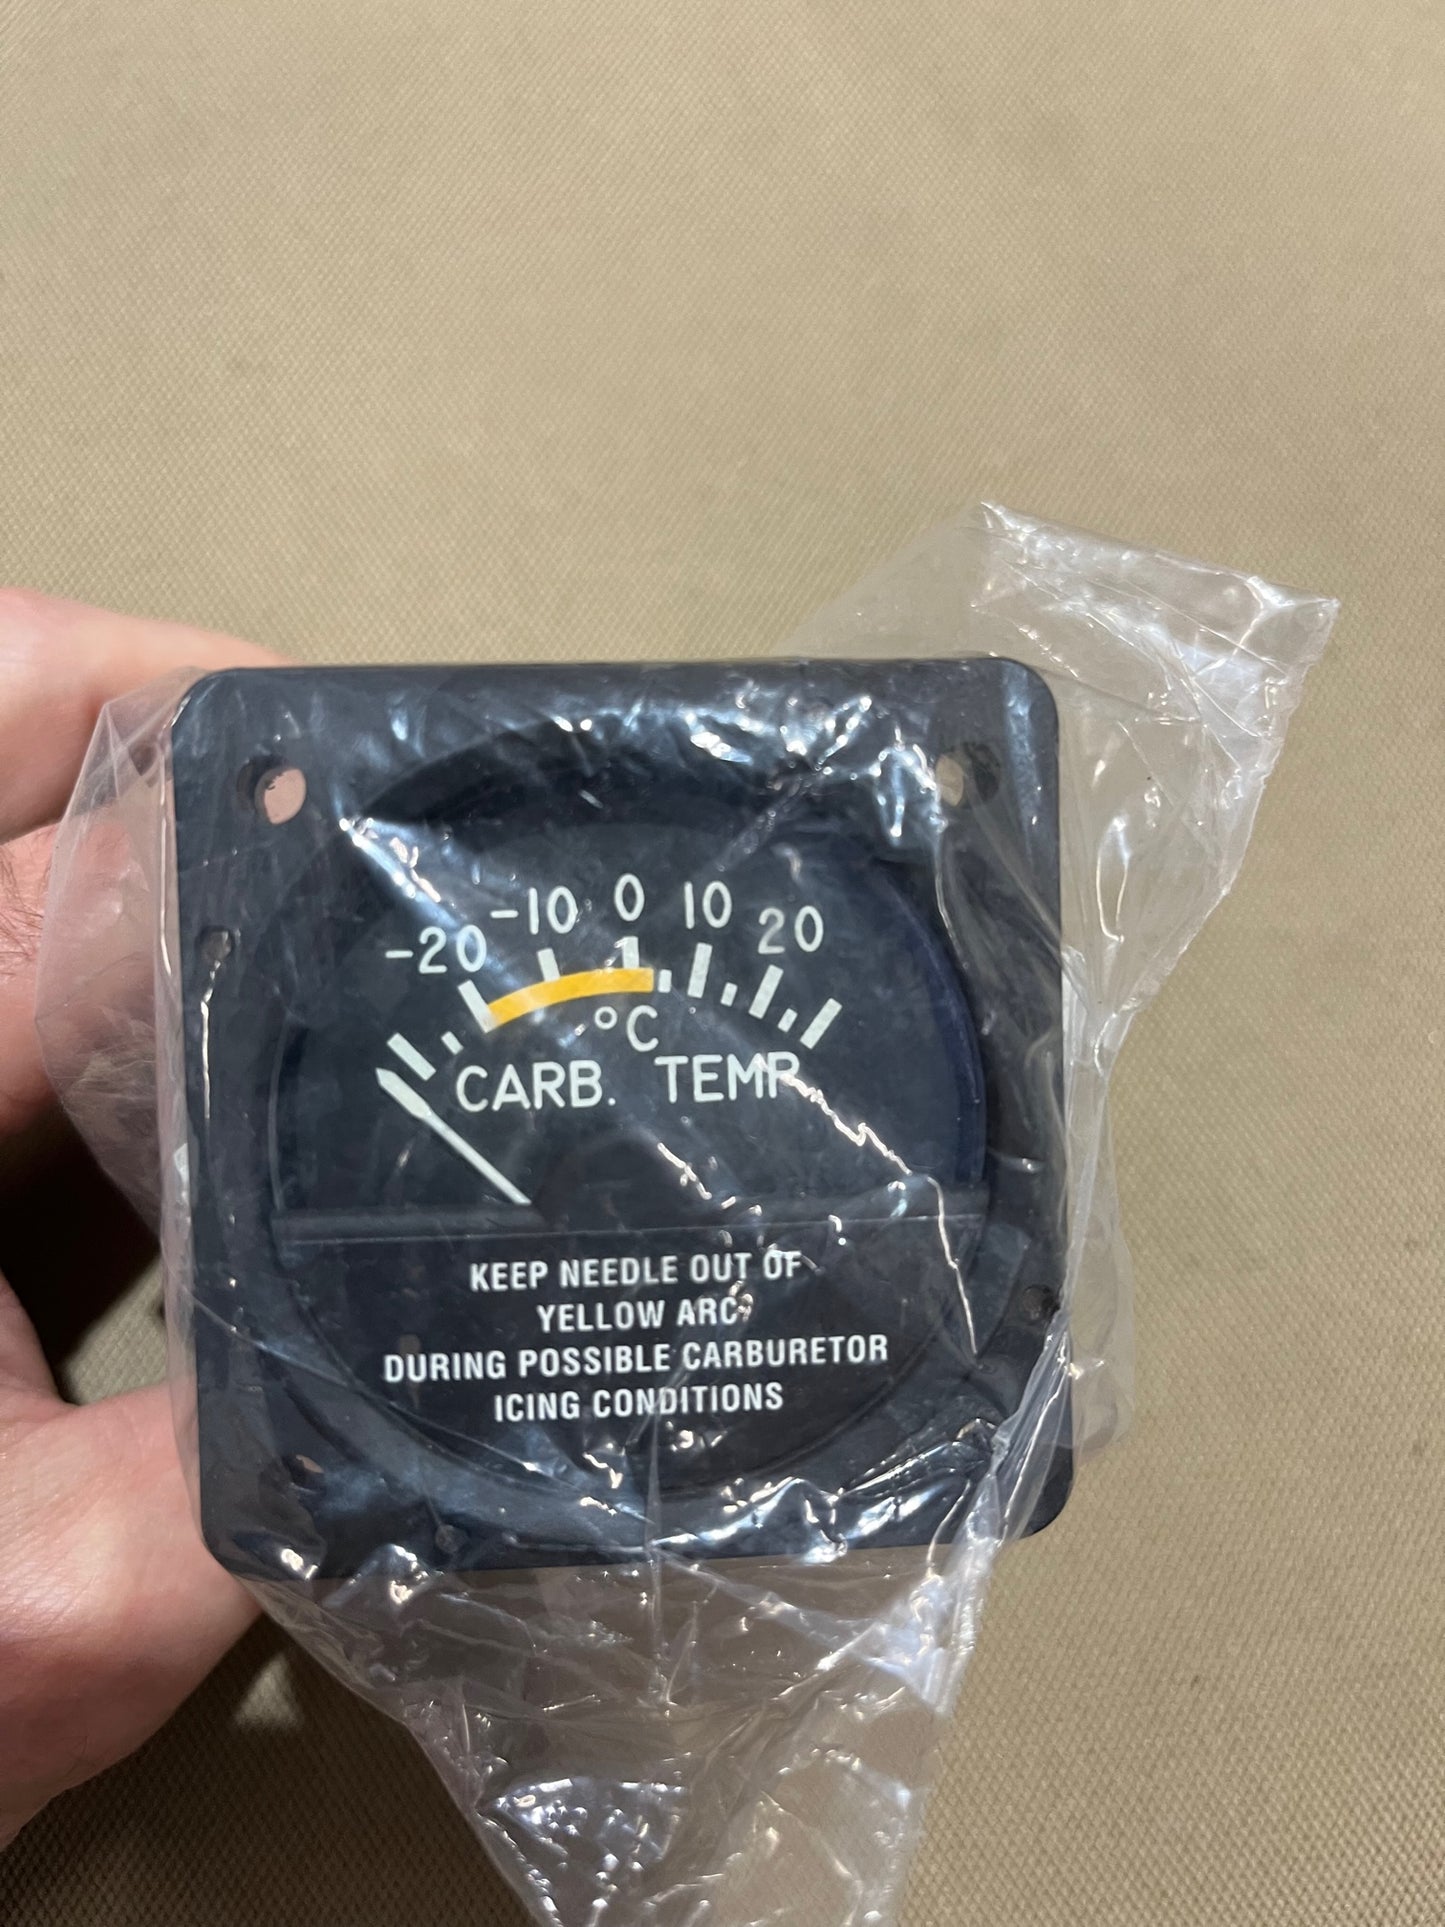 -20 -10 0 10 20
°C
CARB. TEMP
KEEP NEEDLE OUT OF
YELLOW ARC
DURING POSSIBLE CARBURETOR
ICING CONDITIONS